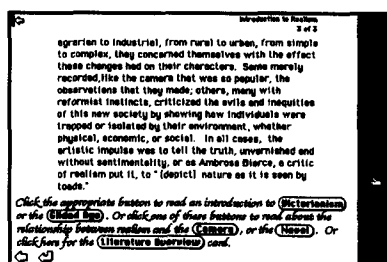 Introduction to Realism
3 of 3
agrarian to industrial, from rural to urban, from simple
to complex, they concerned themselves with the effect
these changes had on their characters. Some merely
recorded, like the camera that was so popular, the
observations that they made; others, many with
reformist instincts, criticized the evils and inequities
of this new society by showing how individuals were
trapped or isolated by their environment, whether
physical, economic, or social. In all cases, the
artistic impulse was to tell the truth, unvarnished and
without sentimentality, or as Ambrose Bierce, a critic
of realism put it, to "(depict) nature as it is seen by
toads."
Click the appropriate button to read an introduction to Victorianism
or the Gilded Age. Or click one of these buttons to read about the
relationship between realism and the Camera, or the Novel. Or
click here for the Literature Overview card.